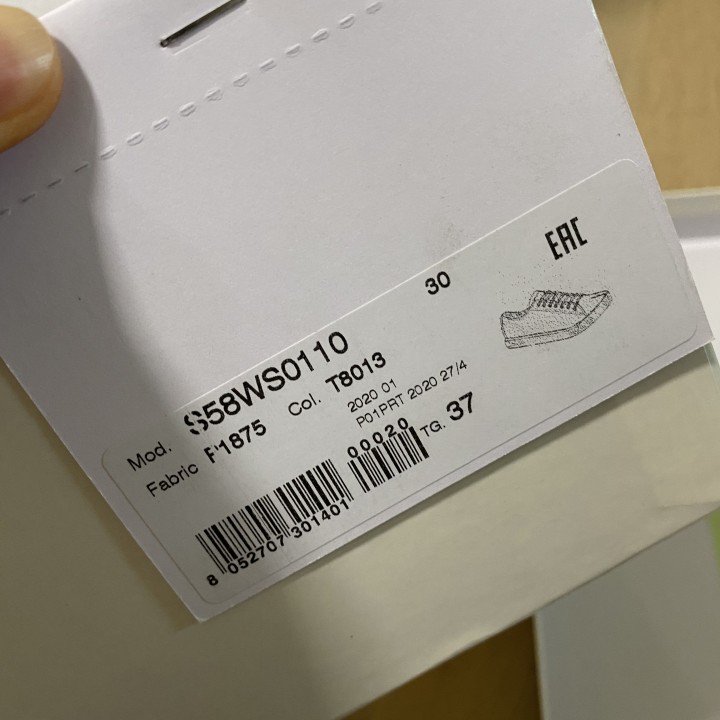 EAC
30
Mod. S58WS0110
Fabric P1875 Col. T8013
2020 01
P01PRT 2020 27/4
00020 TG. 37
8 052707 301401